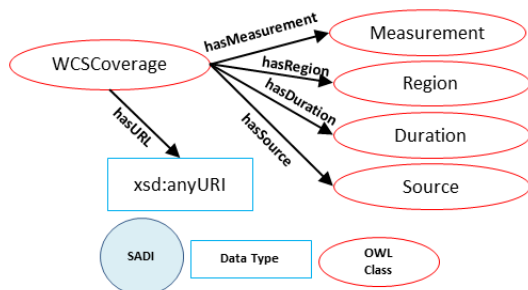 hasMeasurement
Measurement
WCSCoverage
hasRegion
Region
hasDuration
Duration
hasSource
Source
hasURL
xsd:anyURI
SADI
Data Type
OWL
Class